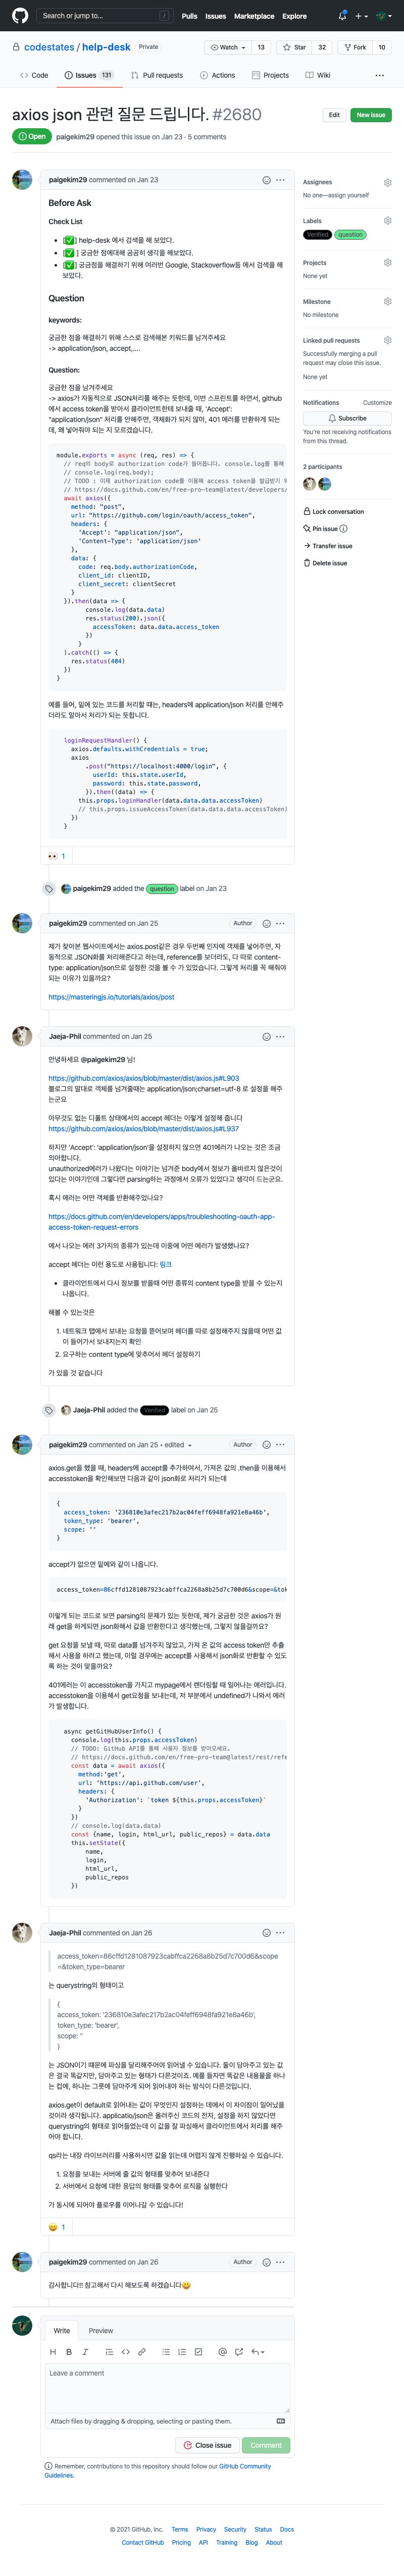 Search or jump to... /
Pulls Issues Marketplace Explore
codestates / help-desk Private
Watch 13 Star 32 Fork 10
Code Issues 131 Pull requests Actions Projects Wiki ...
axios json 관련 질문 드립니다. #2680
Edit New issue
Open paigekim29 opened this issue on Jan 23 · 5 comments
paigekim29 commented on Jan 23
Before Ask
Check List
• [✅] help-desk 에서 검색을 해 보았다.
• [✅ ] 궁금한 점에대해 곰곰히 생각을 해보았다.
• [✅] 궁금점을 해결하기 위해 여러번 Google, Stackoverflow등 에서 검색을 해
보았다.
Question
keywords:
궁금한 점을 해결하기 위해 스스로 검색해본 키워드를 남겨주세요
-> application/json, accept,....
Question:
궁금한 점을 남겨주세요
-> axios가 자동적으로 JSON처리를 해주는 듯한데, 이번 스프린트를 하면서, github
에서 access token을 받아서 클라이언트한테 보내줄 때, 'Accept':
"application/json" 처리를 안해주면, 객체화가 되지 않아, 401 에러를 반환하게 되는
데, 왜 넣어줘야 되는 지 모르겠습니다.
module.exports = async (req, res) => {
// req의 body로 authorization code가 들어옵니다. console.log를 통해
// console.log(req.body);
// TODO : 이제 authorization code를 이용해 access token을 발급받기 위
// https://docs.github.com/en/free-pro-team@latest/developers/
await axios({
method: "post",
url: "https://github.com/login/oauth/access_token",
headers: {
'Accept': "application/json",
'Content-Type': 'application/json'
},
data: {
code: req.body.authorizationCode,
client_id: clientID,
client_secret: clientSecret
}
}).then(data => {
console.log(data.data)
res.status(200).json({
accessToken: data.data.access_token
})
}
).catch(() => {
res.status(404)
})
}
예를 들어, 밑에 있는 코드를 처리할 때는, headers에 application/json 처리를 안해주
더라도 알아서 처리가 되는 듯합니다.
loginRequestHandler() {
axios.defaults.withCredentials = true;
axios
.post("https://localhost:4000/login", {
userId: this.state.userId,
password: this.state.password,
}).then((data) => {
this.props.loginHandler(data.data.data.accessToken)
// this.props.issueAccessToken(data.data.data.accessToken)
})
}
👀 1
paigekim29 added the question label on Jan 23
paigekim29 commented on Jan 25 Author
제가 찾아본 웹사이트에서는 axios.post같은 경우 두번째 인자에 객체를 넣어주면, 자
동적으로 JSON화를 처리해준다고 하는데, reference를 보더라도, 다 따로 content-
type: application/json으로 설정한 것을 볼 수 가 있었습니다. 그렇게 처리를 꼭 해줘야
되는 이유가 있을까요?
https://masteringjs.io/tutorials/axios/post
Jaeja-Phil commented on Jan 25
안녕하세요 @paigekim29 님!
https://github.com/axios/axios/blob/master/dist/axios.js#L903
블로그의 말대로 객체를 넘겨줄때는 application/json;charset=utf-8 로 설정을 해주
는군요
아무것도 없는 디폴트 상태에서의 accept 헤더는 이렇게 설정해 줍니다
https://github.com/axios/axios/blob/master/dist/axios.js#L937
하지만 'Accept': 'application/json'을 설정하지 않으면 401에러가 나오는 것은 조금
의아합니다.
unauthorized에러가 나왔다는 이야기는 넘겨준 body에서 정보가 올바르지 않은것이
있다는 이야기인데 그렇다면 parsing하는 과정에서 오류가 있었다고 생각이 드는군요.
혹시 에러는 어떤 객체를 반환해주었나요?
https://docs.github.com/en/developers/apps/troubleshooting-oauth-app-
access-token-request-errors
에서 나오는 에러 3가지의 종류가 있는데 이중에 어떤 에러가 발생했나요?
accept 헤더는 이런 용도로 사용됩니다: 링크
• 클라이언트에서 다시 정보를 받을때 어떤 종류의 content type을 받을 수 있는지
나옵니다.
해볼 수 있는것은
1. 네트워크 탭에서 보내는 요청을 뜯어보며 헤더를 따로 설정해주지 않을때 어떤 값
이 들어가서 보내지는지 확인
2. 요구하는 content type에 맞추어서 헤더 설정하기
가 있을 것 같습니다
Jaeja-Phil added the Verified label on Jan 25
paigekim29 commented on Jan 25 • edited Author
axios.get을 했을 때, headers에 accept를 추가하여서, 가져온 값의 .then을 이용해서
accesstoken을 확인해보면 다음과 같이 json화로 처리가 되는데
{
access_token: '236810e3afec217b2ac04feff6948fa921e8a46b',
token_type: 'bearer',
scope: ''
}
accept가 없으면 밑에와 같이 나옵니다.
access_token=86cffd1281087923cabffca2268a8b25d7c700d6&scope=&tok
이렇게 되는 코드로 보면 parsing의 문제가 있는 듯한데, 제가 궁금한 것은 axios가 원
래 get을 하게되면 json화해서 값을 반환한다고 생각했는데, 그렇지 않을걸까요?
get 요청을 보낼 때, 따로 data를 넘겨주지 않았고, 가져 온 값의 access token만 추출
해서 사용을 하려고 했는데, 이럴 경우에는 accept를 사용해서 json화로 반환할 수 있도
록 하는 것이 맞을까요?
401에러는 이 accesstoken을 가지고 mypage에서 렌더링할 때 일어나는 에러입니다.
accesstoken을 이용해서 get요청을 보내는데, 저 부분에서 undefined가 나와서 에러
가 발생합니다.
async getGitHubUserInfo() {
console.log(this.props.accessToken)
// TODO: GitHub API를 통해 사용자 정보를 받아오세요.
// https://docs.github.com/en/free-pro-team@latest/rest/refe
const data = await axios({
method:'get',
url: 'https://api.github.com/user',
headers: {
'Authorization': `token ${this.props.accessToken}`
}
})
// console.log(data.data)
const {name, login, html_url, public_repos} = data.data
this.setState({
name,
login,
html_url,
public_repos
})
Jaeja-Phil commented on Jan 26
access_token=86cffd1281087923cabffca2268a8b25d7c700d6&scope
=&token_type=bearer
는 querystring의 형태이고
{
access_token: '236810e3afec217b2ac04feff6948fa921e8a46b',
token_type: 'bearer',
scope: ''
}
는 JSON이기 떄문에 파싱을 달리해주어야 읽어낼 수 있습니다. 둘이 담아주고 있는 값
은 결국 똑같지만, 담아주고 있는 형태가 다른것이죠. 예를 들자면 똑같은 내용물을 하나
는 컵에, 하나는 그릇에 담아주게 되어 읽어내야 하는 방식이 다른것입니다.
axios.get이 default로 읽어내는 값이 무엇인지 설정하는 데에서 이 차이점이 일어났을
것이라 생각됩니다. applicatio/json은 올려주신 코드의 전자, 설정을 하지 않았다면
querystring의 형태로 읽어들였는데 이 값을 잘 파싱해서 클라이언트에서 처리를 해주
어야 합니다.
qs라는 내장 라이브러리를 사용하시면 값을 읽는데 어렵지 않게 진행하실 수 있습니다.
1. 요청을 보내는 서버에 줄 값의 형태를 맞추어 보내준다
2. 서버에서 요청에 대한 응답의 형태를 맞추어 로직을 실행한다
가 동시에 되어야 플로우를 이어나갈 수 있습니다!
😄 1
paigekim29 commented on Jan 26 Author
감사합니다!! 참고해서 다시 해보도록 하겠습니다😀
Write Preview
Leave a comment
Attach files by dragging & dropping, selecting or pasting them.
Close issue Comment
Remember, contributions to this repository should follow our GitHub Community
Guidelines.
Assignees
No one—assign yourself
Labels
Verified question
Projects
None yet
Milestone
No milestone
Linked pull requests
Successfully merging a pull
request may close this issue.
None yet
Notifications Customize
Subscribe
You're not receiving notifications
from this thread.
2 participants
Lock conversation
Pin issue
Transfer issue
Delete issue
© 2021 GitHub, Inc. Terms Privacy Security Status Docs
Contact GitHub Pricing API Training Blog About